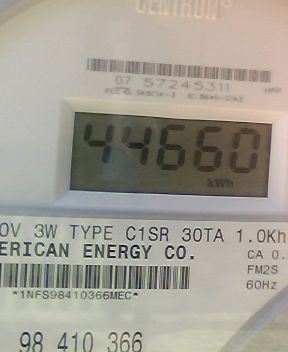 CENTRON®
07 57245311
44660
kWh
0V 3W TYPE C1SR 30TA 1.0Kh
ERICAN ENERGY CO.
CA 0.
FM2S
60Hz
*1NFS98410366MEC*
98 410 366